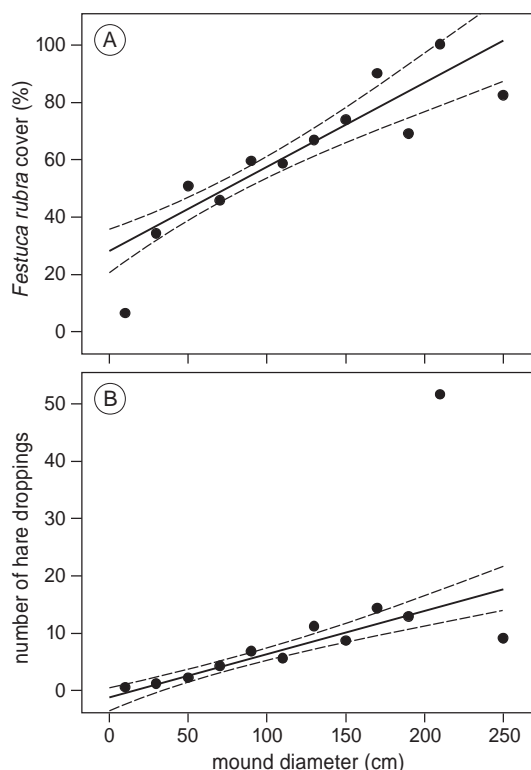 A
100
80
60
40
20
0
Festuca rubra cover (%)
B
50
40
30
20
10
0
number of hare droppings
0 50 100 150 200 250
mound diameter (cm)